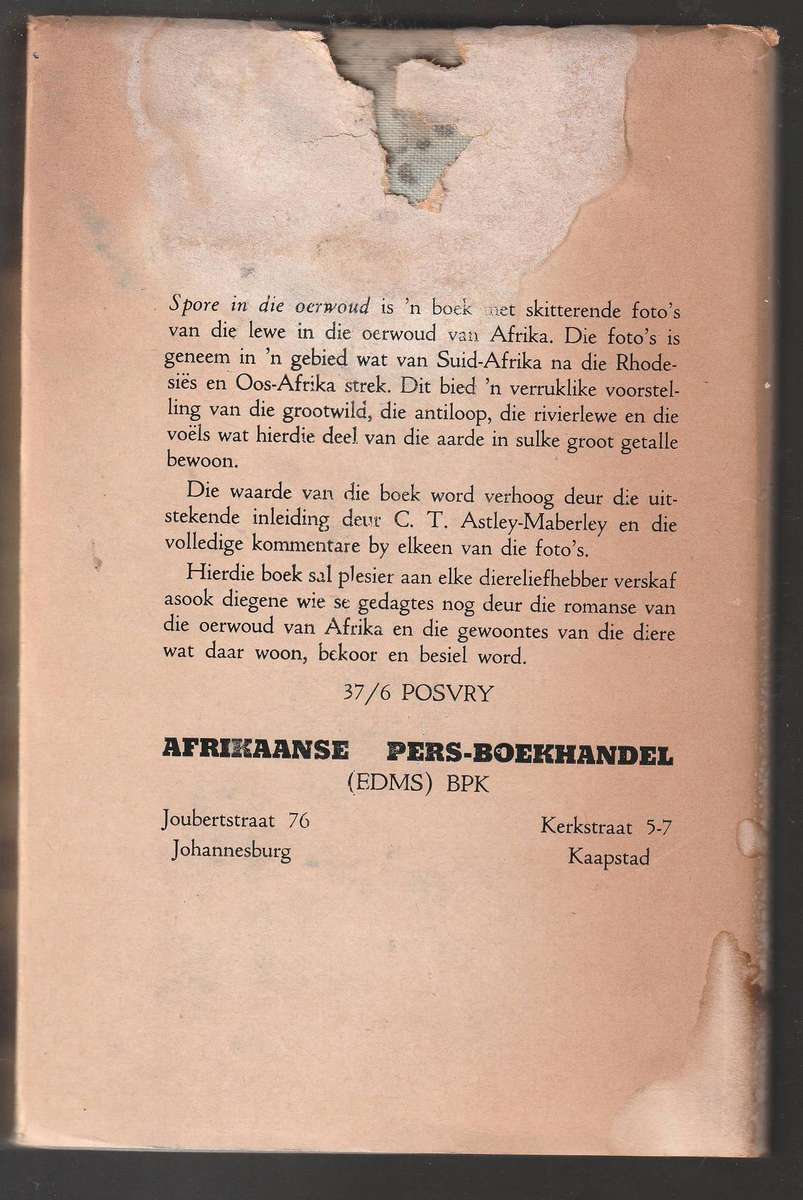 Spore in die oerwoud is 'n boek met skitterende foto's
van die lewe in die oerwoud van Afrika. Die foto's is
geneem in 'n gebied wat van Suid-Afrika na die Rhode-
siës en Oos-Afrika strek. Dit bied 'n verruklike voorstel-
ling van die grootwild, die antiloop, die rivierlewe en die
voëls wat hierdie deel van die aarde in sulke groot getalle
bewoon.
Die waarde van die boek word verhoog deur die uit-
stekende inleiding deur C. T. Astley-Maberley en die
volledige kommentare by elkeen van die foto's.
Hierdie boek sal plesier aan elke diereliefhebber verskaf
asook diegene wie se gedagtes nog deur die romanse van
die oerwoud van Afrika en die gewoontes van die diere
wat daar woon, bekoor en besiel word.
37/6 POSVRY
AFRIKAANSE PERS-BOEKHANDEL
(EDMS) BPK
Joubertstraat 76
Johannesburg
Kerkstraat 5-7
Kaapstad